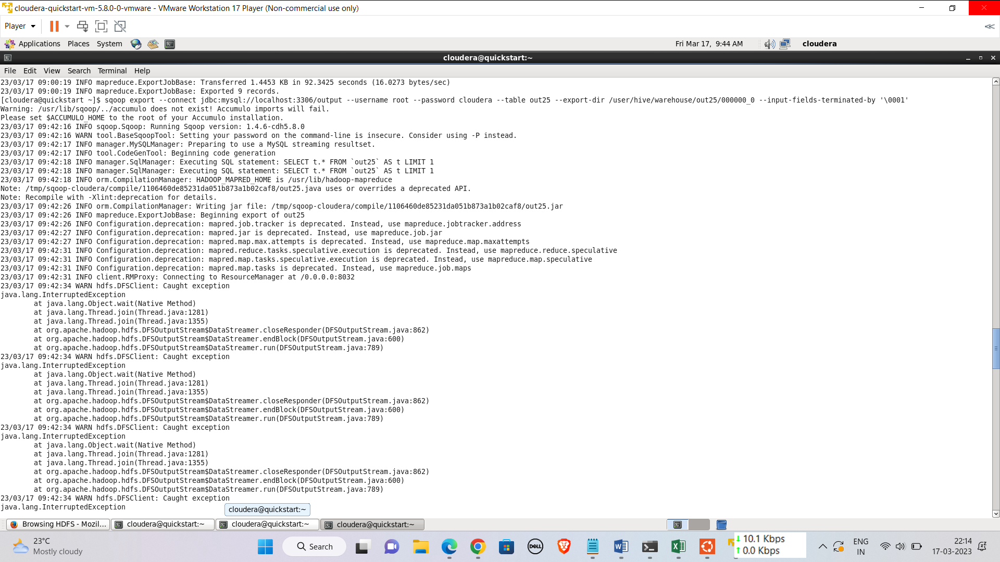 cloudera-quickstart-vm-5.8.0-0-vmware - VMware Workstation 17 Player (Non-commercial use only)
Player
Applications Places System Fri Mar 17, 9:44 AM cloudera
cloudera@quickstart:~
File Edit View Search Terminal Help
23/03/17 09:00:19 INFO mapreduce.ExportJobBase: Transferred 1.4453 KB in 92.3425 seconds (16.0273 bytes/sec)
23/03/17 09:00:19 INFO mapreduce.ExportJobBase: Exported 9 records.
[cloudera@quickstart ~]$ sqoop export --connect jdbc:mysql://localhost:3306/output --username root --password cloudera --table out25 --export-dir /user/hive/warehouse/out25/000000_0 --input-fields-terminated-by '\0001'
Warning: /usr/lib/sqoop/../accumulo does not exist! Accumulo imports will fail.
Please set $ACCUMULO_HOME to the root of your Accumulo installation.
23/03/17 09:42:16 INFO sqoop.Sqoop: Running Sqoop version: 1.4.6-cdh5.8.0
23/03/17 09:42:16 WARN tool.BaseSqoopTool: Setting your password on the command-line is insecure. Consider using -P instead.
23/03/17 09:42:17 INFO manager.MySQLManager: Preparing to use a MySQL streaming resultset.
23/03/17 09:42:17 INFO tool.CodeGenTool: Beginning code generation
23/03/17 09:42:18 INFO manager.SqlManager: Executing SQL statement: SELECT t.* FROM `out25` AS t LIMIT 1
23/03/17 09:42:18 INFO manager.SqlManager: Executing SQL statement: SELECT t.* FROM `out25` AS t LIMIT 1
23/03/17 09:42:18 INFO orm.CompilationManager: HADOOP_MAPRED_HOME is /usr/lib/hadoop-mapreduce
Note: /tmp/sqoop-cloudera/compile/1106460de85231da051b873a1b02caf8/out25.java uses or overrides a deprecated API.
Note: Recompile with -Xlint:deprecation for details.
23/03/17 09:42:26 INFO orm.CompilationManager: Writing jar file: /tmp/sqoop-cloudera/compile/1106460de85231da051b873a1b02caf8/out25.jar
23/03/17 09:42:26 INFO mapreduce.ExportJobBase: Beginning export of out25
23/03/17 09:42:26 INFO Configuration.deprecation: mapred.job.tracker is deprecated. Instead, use mapreduce.jobtracker.address
23/03/17 09:42:27 INFO Configuration.deprecation: mapred.jar is deprecated. Instead, use mapreduce.job.jar
23/03/17 09:42:27 INFO Configuration.deprecation: mapred.map.max.attempts is deprecated. Instead, use mapreduce.map.maxattempts
23/03/17 09:42:31 INFO Configuration.deprecation: mapred.reduce.tasks.speculative.execution is deprecated. Instead, use mapreduce.reduce.speculative
23/03/17 09:42:31 INFO Configuration.deprecation: mapred.map.tasks.speculative.execution is deprecated. Instead, use mapreduce.map.speculative
23/03/17 09:42:31 INFO Configuration.deprecation: mapred.map.tasks is deprecated. Instead, use mapreduce.job.maps
23/03/17 09:42:31 INFO client.RMProxy: Connecting to ResourceManager at /0.0.0.0:8032
23/03/17 09:42:34 WARN hdfs.DFSClient: Caught exception
java.lang.InterruptedException
at java.lang.Object.wait(Native Method)
at java.lang.Thread.join(Thread.java:1281)
at java.lang.Thread.join(Thread.java:1355)
at org.apache.hadoop.hdfs.DFSOutputStream$DataStreamer.closeResponder(DFSOutputStream.java:862)
at org.apache.hadoop.hdfs.DFSOutputStream$DataStreamer.endBlock(DFSOutputStream.java:600)
at org.apache.hadoop.hdfs.DFSOutputStream$DataStreamer.run(DFSOutputStream.java:789)
23/03/17 09:42:34 WARN hdfs.DFSClient: Caught exception
java.lang.InterruptedException
at java.lang.Object.wait(Native Method)
at java.lang.Thread.join(Thread.java:1281)
at java.lang.Thread.join(Thread.java:1355)
at org.apache.hadoop.hdfs.DFSOutputStream$DataStreamer.closeResponder(DFSOutputStream.java:862)
at org.apache.hadoop.hdfs.DFSOutputStream$DataStreamer.endBlock(DFSOutputStream.java:600)
at org.apache.hadoop.hdfs.DFSOutputStream$DataStreamer.run(DFSOutputStream.java:789)
23/03/17 09:42:34 WARN hdfs.DFSClient: Caught exception
java.lang.InterruptedException
at java.lang.Object.wait(Native Method)
at java.lang.Thread.join(Thread.java:1281)
at java.lang.Thread.join(Thread.java:1355)
at org.apache.hadoop.hdfs.DFSOutputStream$DataStreamer.closeResponder(DFSOutputStream.java:862)
at org.apache.hadoop.hdfs.DFSOutputStream$DataStreamer.endBlock(DFSOutputStream.java:600)
at org.apache.hadoop.hdfs.DFSOutputStream$DataStreamer.run(DFSOutputStream.java:789)
23/03/17 09:42:34 WARN hdfs.DFSClient: Caught exception
java.lang.InterruptedException
cloudera@quickstart:~
Browsing HDFS - Mozil... cloudera@quickstart:~ cloudera@quickstart:~ cloudera@quickstart:~
23°C
Mostly cloudy
Search
DELL
10.1 Kbps
0.0 Kbps
ENG
IN
22:14
17-03-2023